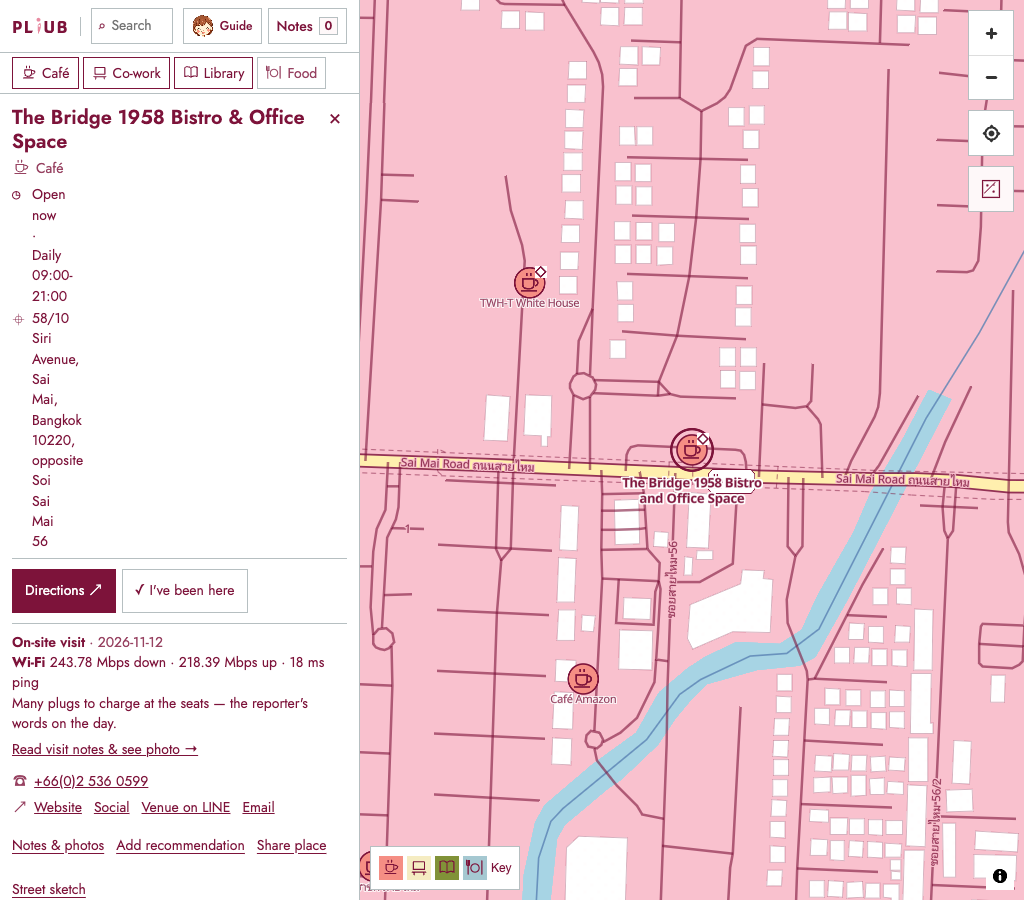 PLUB
Search
Guide
Notes 0
Café
Co-work
Library
Food
The Bridge 1958 Bistro & Office
Space
×
Café
Open
now
·
Daily
09:00-
21:00
58/10
Siri
Avenue,
Sai
Mai,
Bangkok
10220,
opposite
Soi
Sai
Mai
56
Directions ↗
✓ I've been here
On-site visit · 2026-11-12
Wi-Fi 243.78 Mbps down · 218.39 Mbps up · 18 ms
ping
Many plugs to charge at the seats — the reporter's
words on the day.
Read visit notes & see photo →
+66(0)2 536 0599
↗ Website Social Venue on LINE Email
Notes & photos Add recommendation Share place
Street sketch
+
−
TWH-T White House
Sai Mai Road ถนนสายไหม
The Bridge 1958 Bistro
and Office Space
Sai Mai Road ถนนสายไหม
1
ซอยสายไหม 56
Café Amazon
ซอยสายไหม 56/2
Key